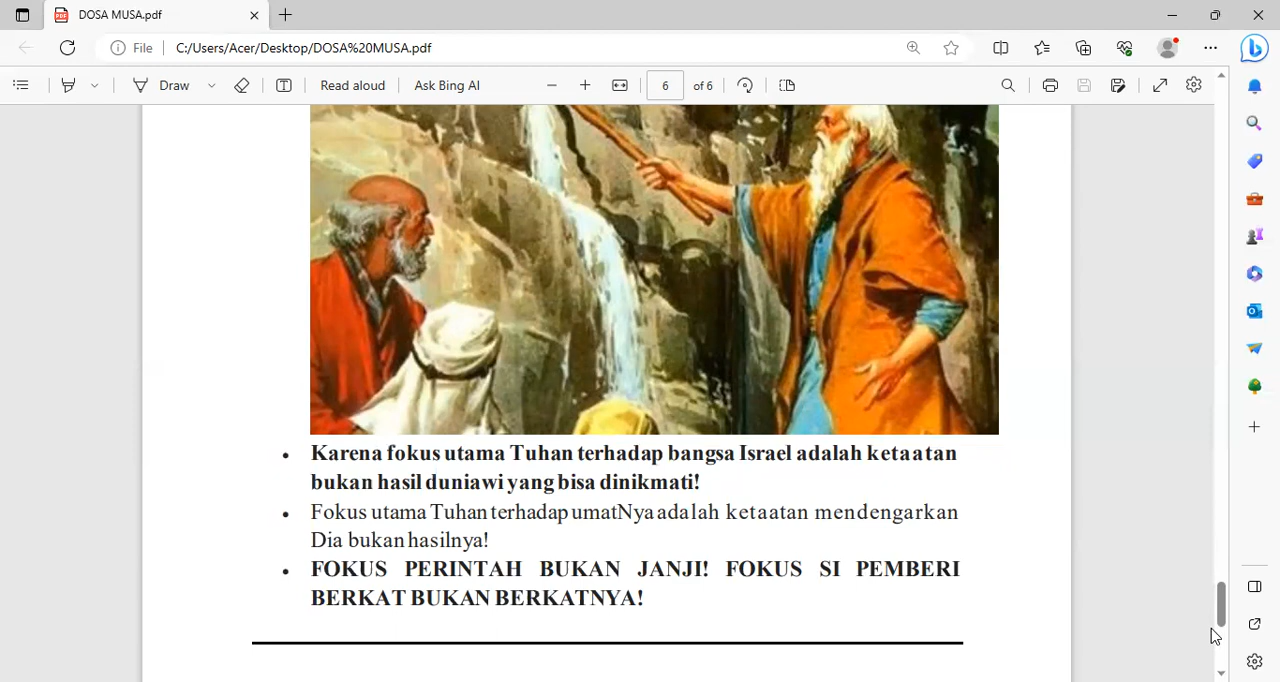 DOSA MUSA.pdf
File
C:/Users/Acer/Desktop/DOSA%20MUSA.pdf
Draw
Read aloud
Ask Bing AI
6
of 6
Karena fokus utama Tuhan terhadap bangsa Israel adalah ketaatan
bukan hasil duniawi yang bisa dinikmati!
Fokus utama Tuhan terhadap umatNya adalah ketaatan mendengarkan
Dia bukan hasilnya!
FOKUS PERINTAH BUKAN JANJI! FOKUS SI PEMBERI
BERKAT BUKAN BERKATNYA!